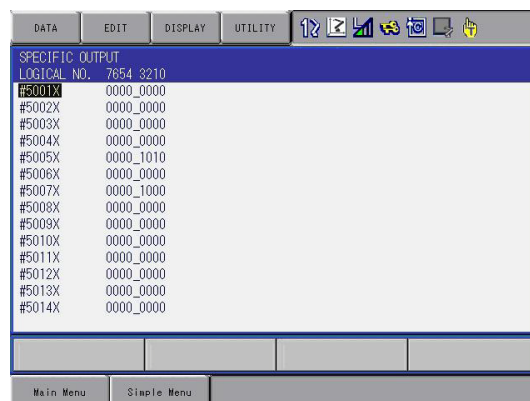 DATA EDIT DISPLAY UTILITY
SPECIFIC OUTPUT
LOGICAL NO. 7654 3210
#5001X 0000_0000
#5002X 0000_0000
#5003X 0000_0000
#5004X 0000_0000
#5005X 0000_1010
#5006X 0000_0000
#5007X 0000_1000
#5008X 0000_0000
#5009X 0000_0000
#5010X 0000_0000
#5011X 0000_0000
#5012X 0000_0000
#5013X 0000_0000
#5014X 0000_0000
Main Menu Simple Menu